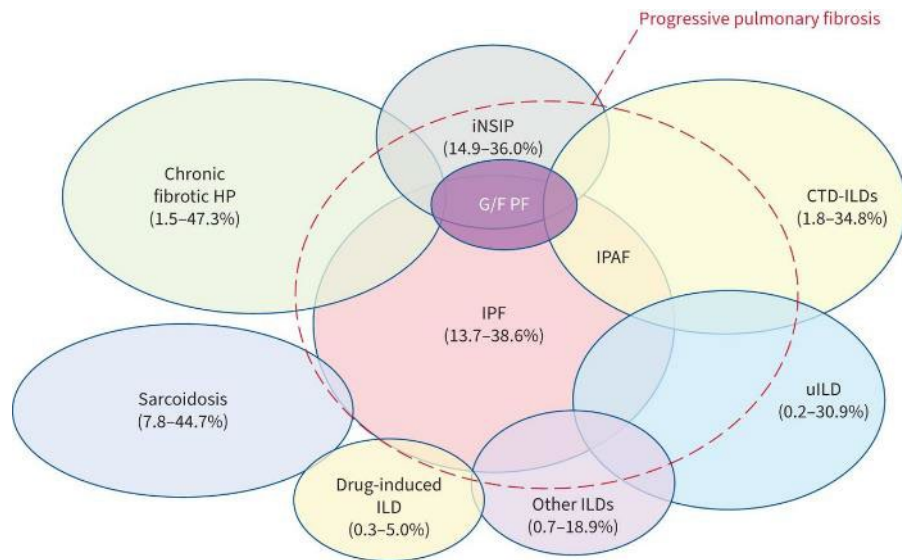 Progressive pulmonary fibrosis
iNSIP
(14.9–36.0%)
Chronic
fibrotic HP
(1.5–47.3%)
G/F PF
CTD-ILDs
(1.8–34.8%)
IPAF
IPF
(13.7–38.6%)
Sarcoidosis
(7.8–44.7%)
uILD
(0.2–30.9%)
Drug-induced
ILD
(0.3–5.0%)
Other ILDs
(0.7–18.9%)